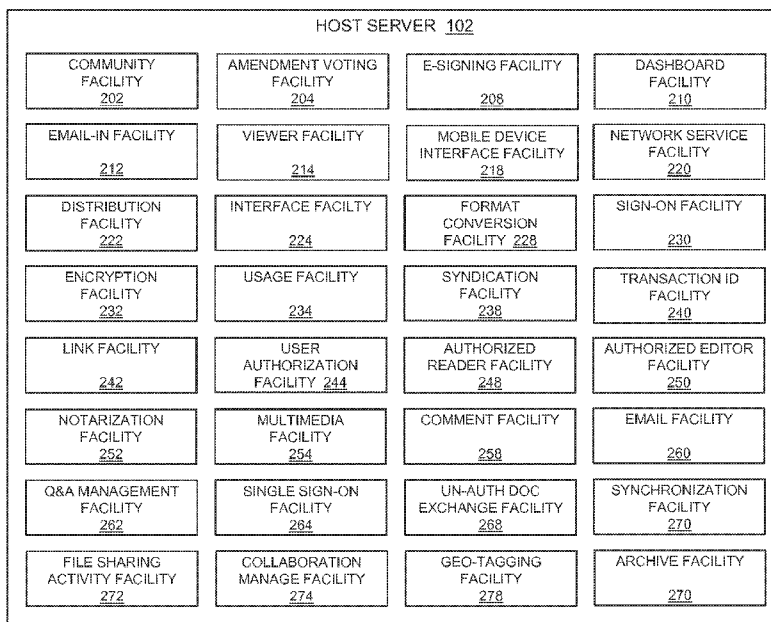 HOST SERVER 102
COMMUNITY
FACILITY
202
AMENDMENT VOTING
FACILITY
204
E-SIGNING FACILITY
208
DASHBOARD
FACILITY
210
EMAIL-IN FACILITY
212
VIEWER FACILITY
214
MOBILE DEVICE
INTERFACE FACILITY
218
NETWORK SERVICE
FACILITY
220
DISTRIBUTION
FACILITY
222
INTERFACE FACILTY
224
FORMAT
CONVERSION
FACILITY 228
SIGN-ON FACILITY
230
ENCRYPTION
FACILITY
232
USAGE FACILITY
234
SYNDICATION
FACILITY
238
TRANSACTION ID
FACILITY
240
LINK FACILITY
242
USER
AUTHORIZATION
FACILITY 244
AUTHORIZED
READER FACILITY
248
AUTHORIZED EDITOR
FACILITY
250
NOTARIZATION
FACILITY
252
MULTIMEDIA
FACILITY
254
COMMENT FACILITY
258
EMAIL FACILITY
260
Q&A MANAGEMENT
FACILITY
262
SINGLE SIGN-ON
FACILITY
264
UN-AUTH DOC
EXCHANGE FACILITY
268
SYNCHRONIZATION
FACILITY
270
FILE SHARING
ACTIVITY FACILITY
272
COLLABORATION
MANAGE FACILITY
274
GEO-TAGGING
FACILITY
278
ARCHIVE FACILITY
270